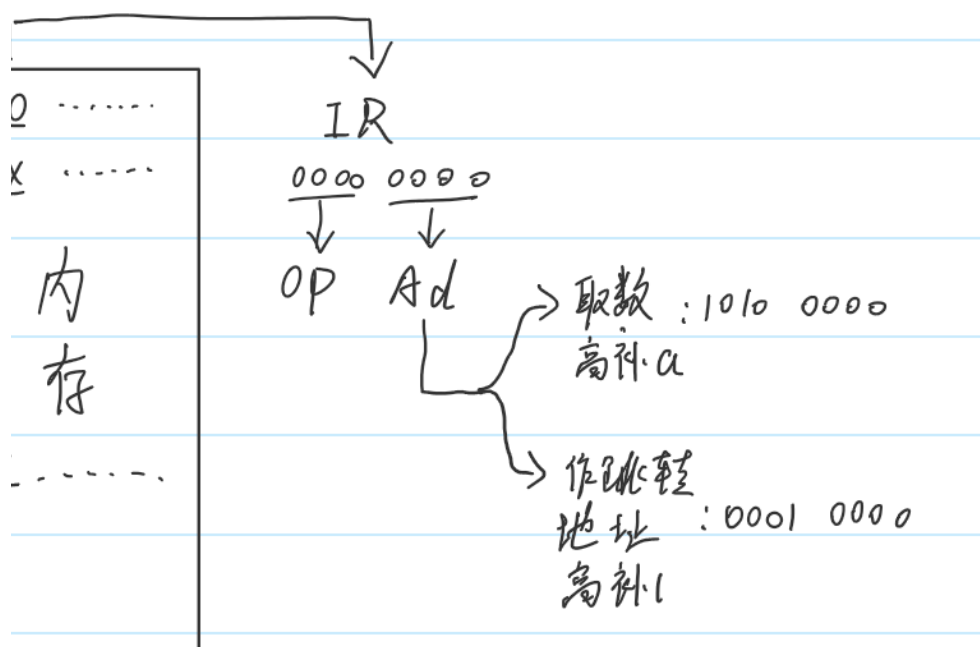 IR
0 .......
x ......
0000 0000
内
存
OP Ad
取数 : 1010 0000
高补a
作跳转
地址 : 0001 0000
高补1